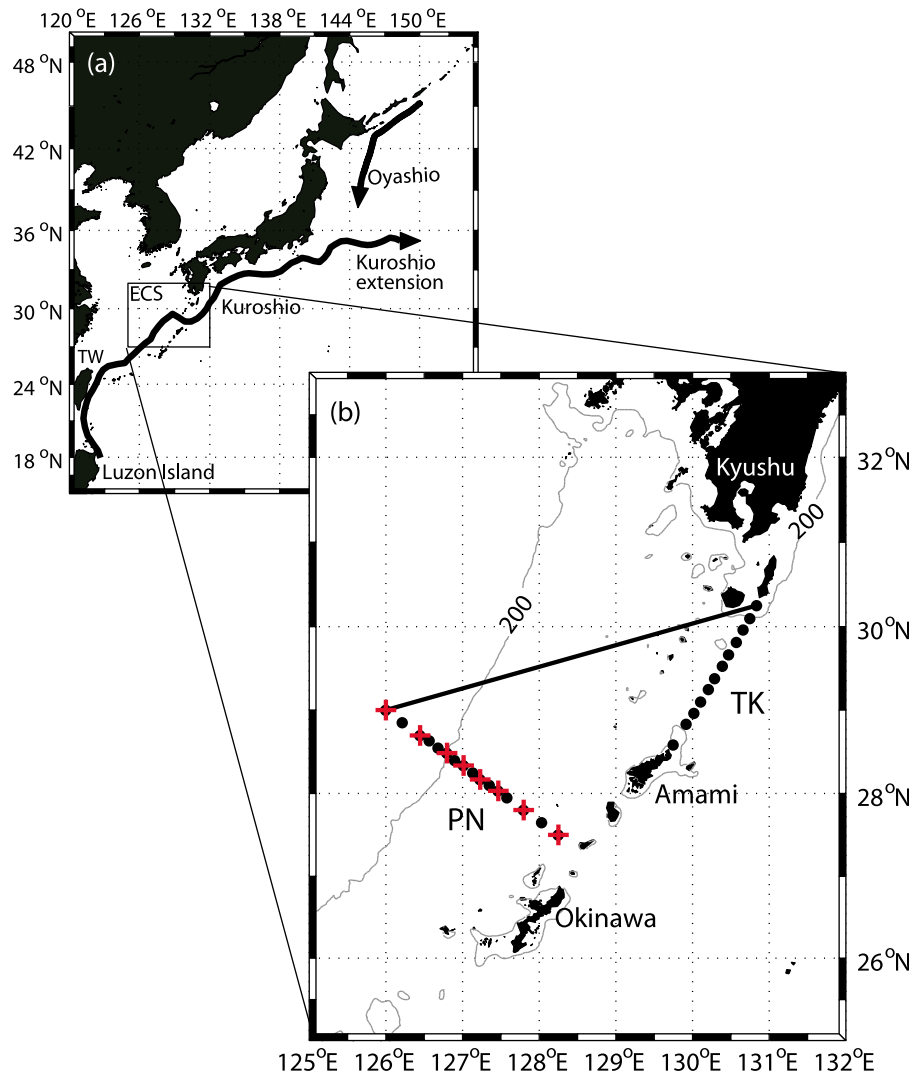 120 °E 126 °E 132 °E 138 °E 144 °E 150 °E
(a)
48 °N
42 °N
36 °N
30 °N
24 °N
18 °N
Oyashio
Kuroshio
extension
ECS
Kuroshio
TW
Luzon Island
(b)
Kyushu
200
200
TK
Amami
PN
Okinawa
32°N
30°N
28°N
26°N
125°E 126°E 127°E 128°E 129°E 130°E 131°E 132°E